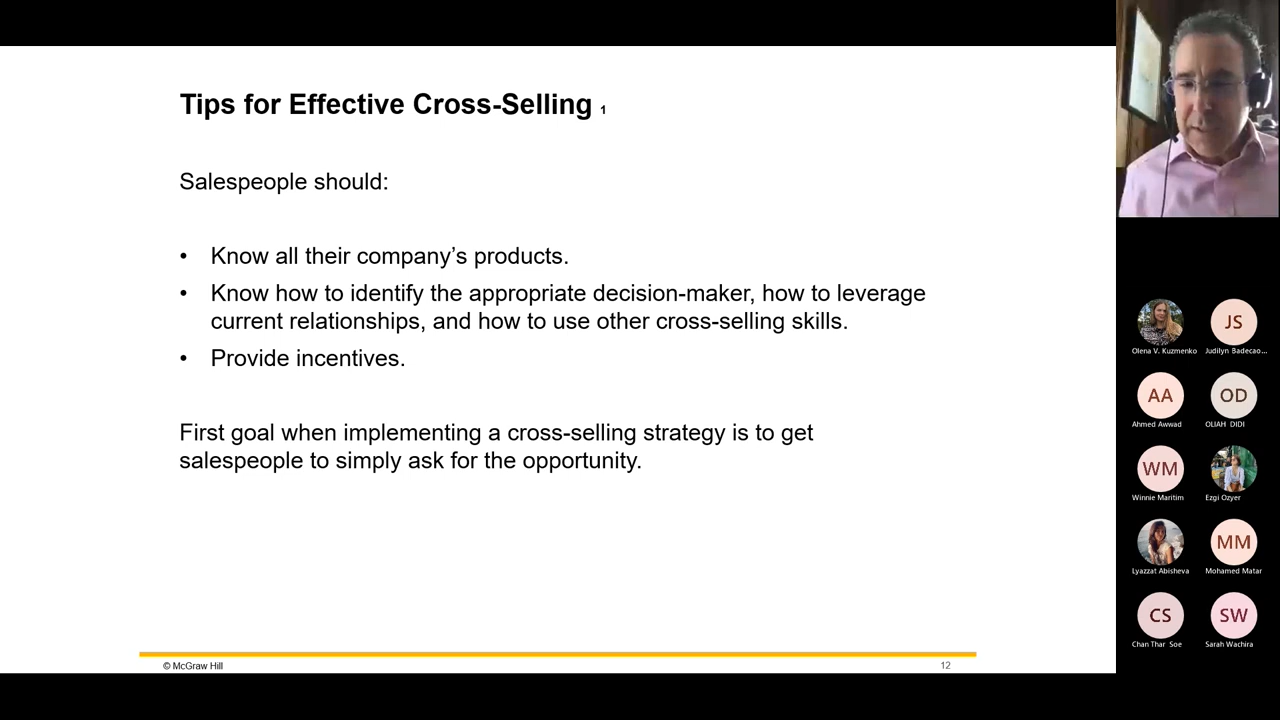 Tips for Effective Cross-Selling 1
Salespeople should:
• Know all their company’s products.
• Know how to identify the appropriate decision-maker, how to leverage
current relationships, and how to use other cross-selling skills.
• Provide incentives.
First goal when implementing a cross-selling strategy is to get
salespeople to simply ask for the opportunity.
© McGraw Hill
12
Olena V. Kuzmenko
JS
Judilyn Badecao...
AA
Ahmed Awwad
OD
OLIAH DIDI
WM
Winnie Maritim
Ezgi Ozyer
Lyazzat Abisheva
MM
Mohamed Matar
CS
Chan Thar Soe
SW
Sarah Wachira